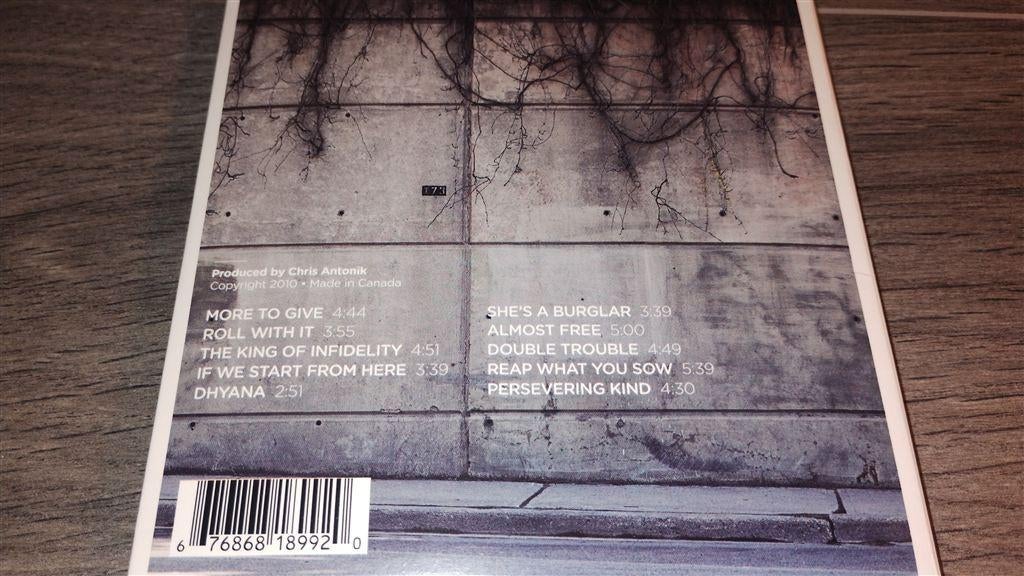 173
Produced by Chris Antonik
Copyright 2010 • Made in Canada
MORE TO GIVE 4:44
ROLL WITH IT 3:55
THE KING OF INFIDELITY 4:51
IF WE START FROM HERE 3:39
DHYANA 2:51
SHE'S A BURGLAR 3:39
ALMOST FREE 5:00
DOUBLE TROUBLE 4:49
REAP WHAT YOU SOW 5:39
PERSEVERING KIND 4:30
6 76868 18992 0